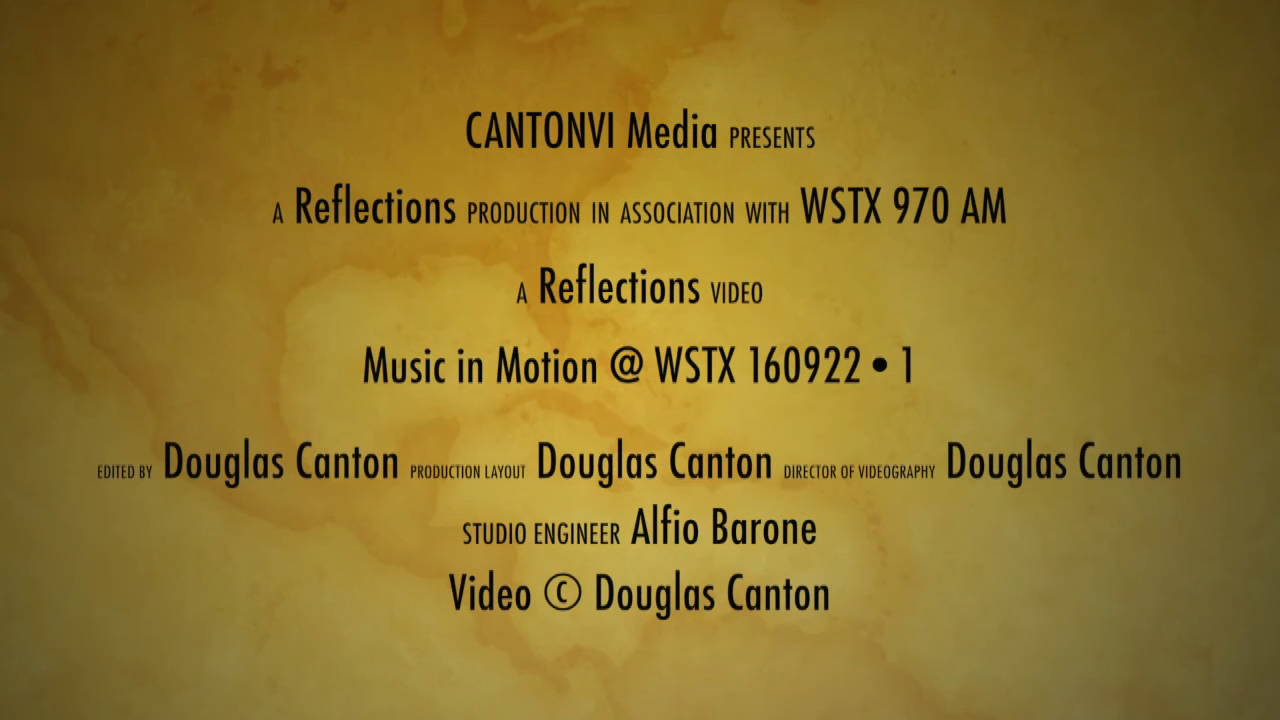 CANTONVI Media PRESENTS
A Reflections PRODUCTION IN ASSOCIATION WITH WSTX 970 AM
A Reflections VIDEO
Music in Motion @ WSTX 160922 • 1
EDITED BY Douglas Canton PRODUCTION LAYOUT Douglas Canton DIRECTOR OF VIDEOGRAPHY Douglas Canton
STUDIO ENGINEER Alfio Barone
Video © Douglas Canton